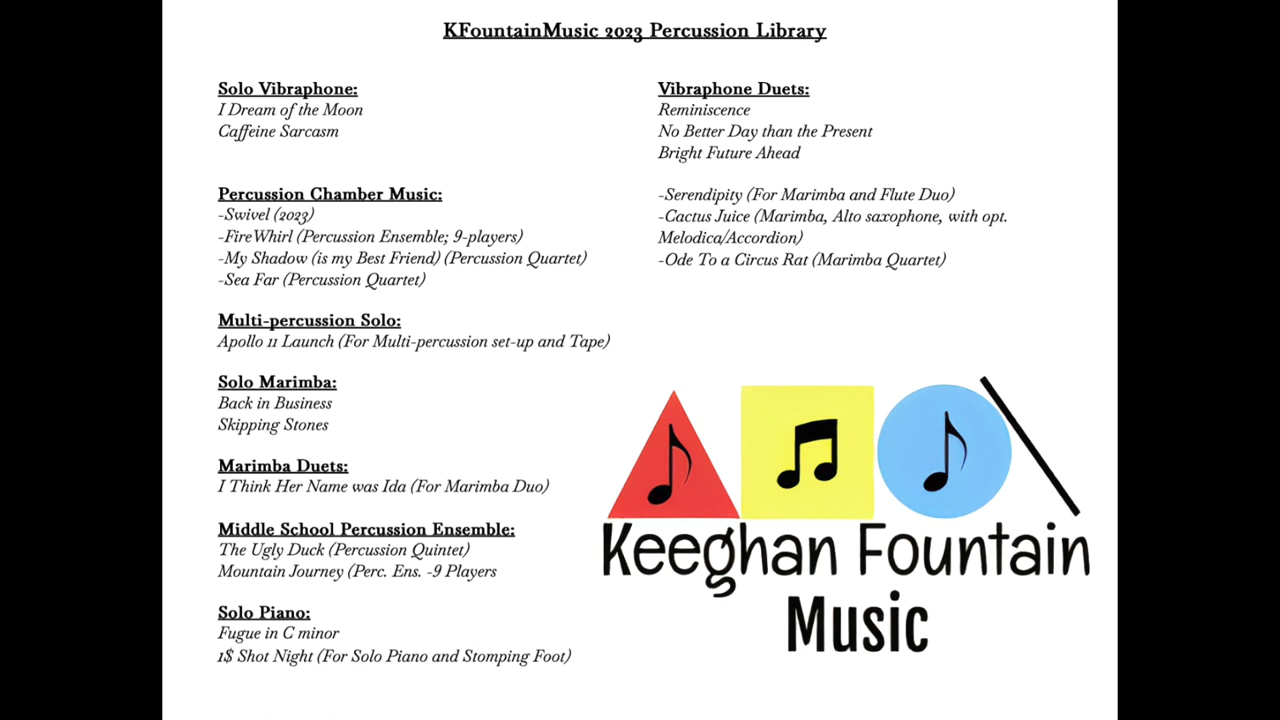 KFountainMusic 2023 Percussion Library
Solo Vibraphone:
I Dream of the Moon
Caffeine Sarcasm
Percussion Chamber Music:
-Swivel (2023)
-FireWhirl (Percussion Ensemble; 9-players)
-My Shadow (is my Best Friend) (Percussion Quartet)
-Sea Far (Percussion Quartet)
Multi-percussion Solo:
Apollo 11 Launch (For Multi-percussion set-up and Tape)
Solo Marimba:
Back in Business
Skipping Stones
Marimba Duets:
I Think Her Name was Ida (For Marimba Duo)
Middle School Percussion Ensemble:
The Ugly Duck (Percussion Quintet)
Mountain Journey (Perc. Ens. -9 Players
Solo Piano:
Fugue in C minor
1$ Shot Night (For Solo Piano and Stomping Foot)
Vibraphone Duets:
Reminiscence
No Better Day than the Present
Bright Future Ahead
-Serendipity (For Marimba and Flute Duo)
-Cactus Juice (Marimba, Alto saxophone, with opt.
Melodica/Accordion)
-Ode To a Circus Rat (Marimba Quartet)
Keeghan Fountain
Music